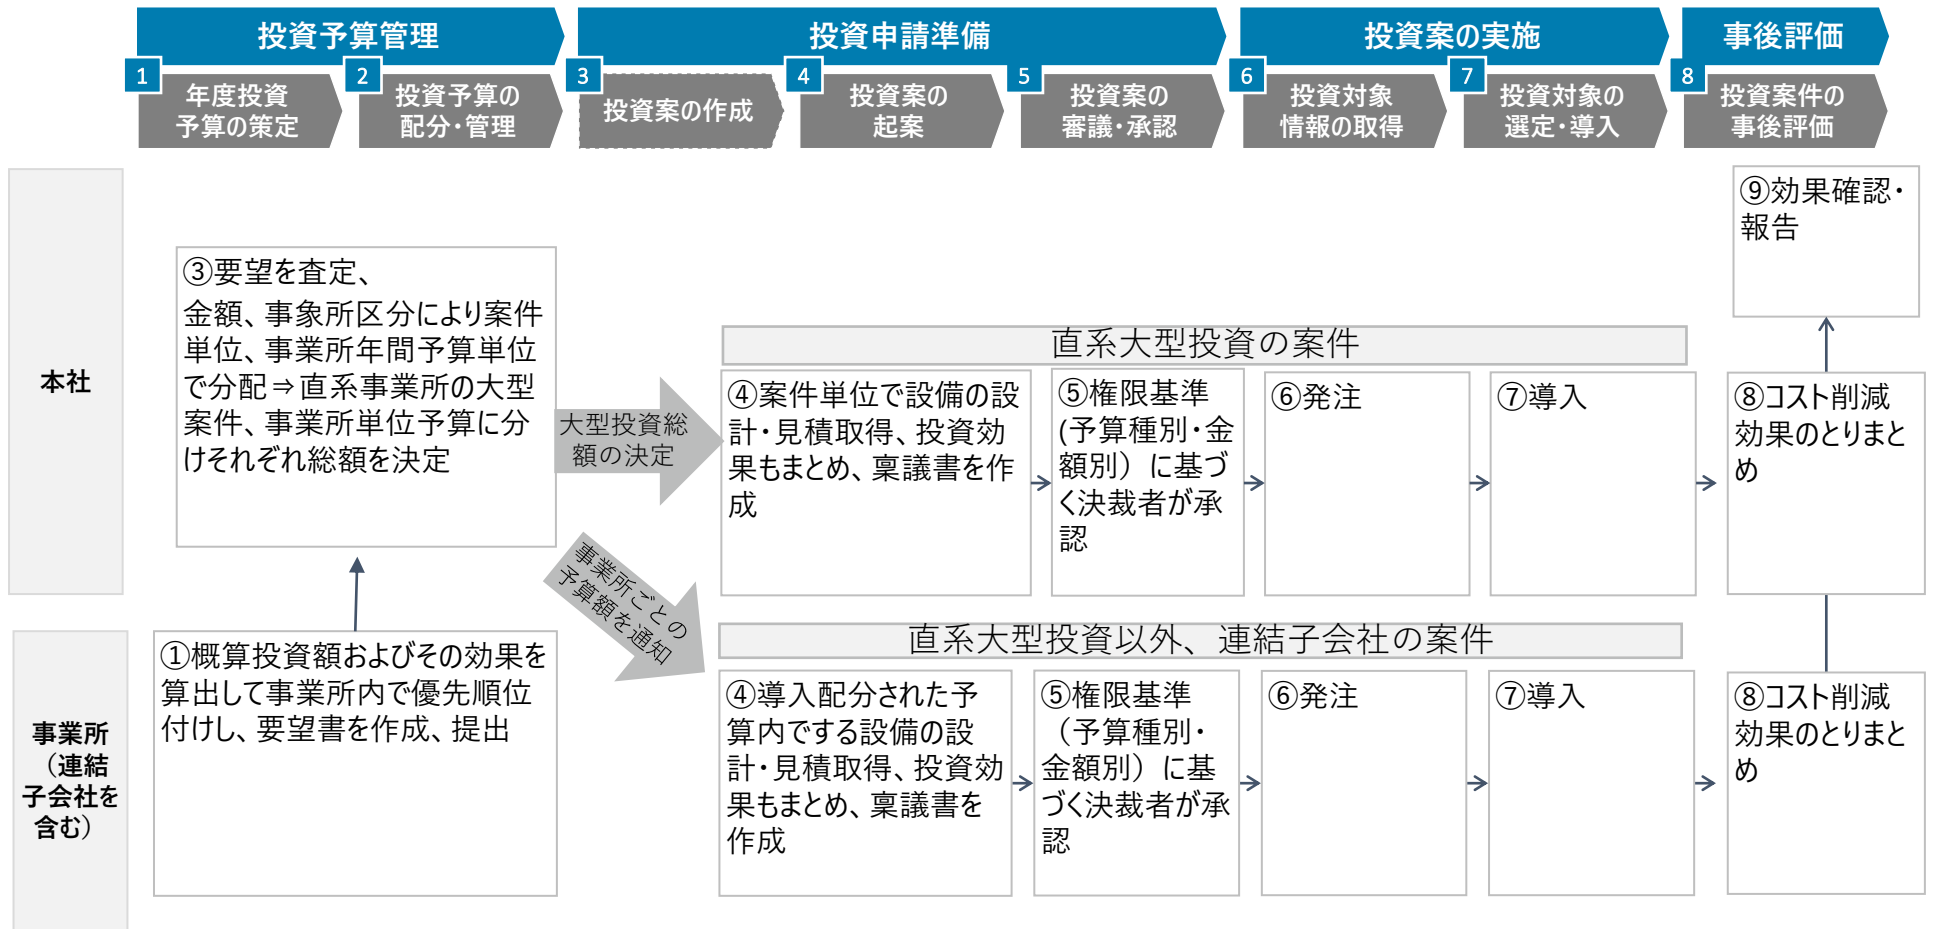 投資予算管理
投資申請準備
投資案の実施
事後評価
1
年度投資
予算の策定
2
投資予算の
配分・管理
3
投資案の作成
4
投資案の
起案
5
投資案の
審議・承認
6
投資対象
情報の取得
7
投資対象の
選定・導入
8
投資案件の
事後評価
本社
③要望を査定、
金額、事象所区分により案件
単位、事業所年間予算単位
で分配⇒直系事業所の大型
案件、事業所単位予算に分
けそれぞれ総額を決定
大型投資総
額の決定
事業所ごとの
予算額を通知
直系大型投資の案件
④案件単位で設備の設
計・見積取得、投資効
果もまとめ、稟議書を作
成
⑤権限基準
(予算種別・金
額別）に基づ
く決裁者が承
認
⑥発注
⑦導入
⑧コスト削減
効果のとりまと
め
⑨効果確認・
報告
事業所
（連結
子会社を
含む）
①概算投資額およびその効果を
算出して事業所内で優先順位
付けし、要望書を作成、提出
直系大型投資以外、連結子会社の案件
④導入配分された予
算内でする設備の設
計・見積取得、投資効
果もまとめ、稟議書を
作成
⑤権限基準
（予算種別・
金額別）に基
づく決裁者が承
認
⑥発注
⑦導入
⑧コスト削減
効果のとりまと
め